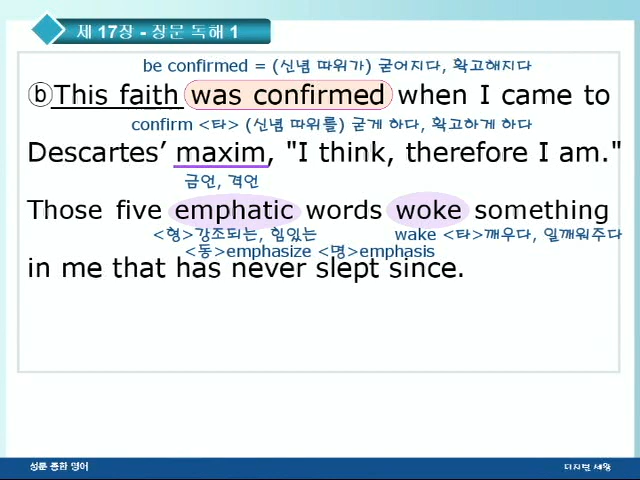 제 17장 - 장문 독해 1
be confirmed = (신념 따위가) 굳어지다, 확고해지다
ⓑThis faith was confirmed when I came to
confirm <타> (신념 따위를) 굳게 하다, 확고하게 하다
Descartes’ maxim, "I think, therefore I am."
금언, 격언
Those five emphatic words woke something
<형>강조되는, 힘있는 wake <타>깨우다, 일깨워주다
<동>emphasize <명>emphasis
in me that has never slept since.
성문 종합 영어 디지털 세움